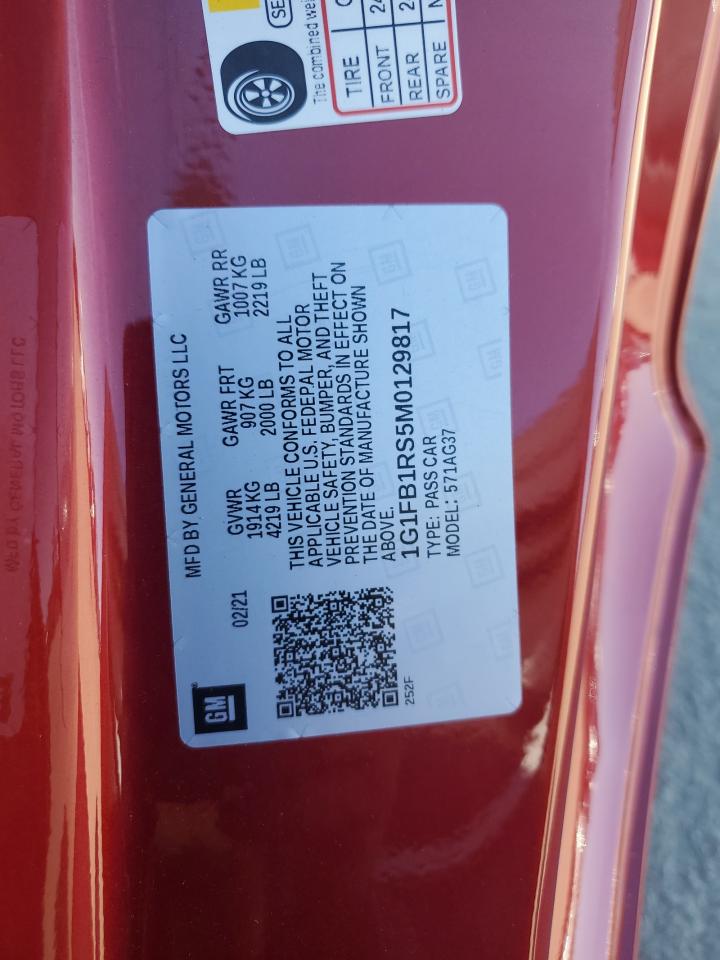 GM
MFD BY GENERAL MOTORS LLC
02/21
GVWR GAWR FRT GAWR RR
1914 KG 907 KG 1007 KG
4219 LB 2000 LB 2219 LB
THIS VEHICLE CONFORMS TO ALL
APPLICABLE U.S. FEDERAL MOTOR
VEHICLE SAFETY, BUMPER, AND THEFT
PREVENTION STANDARDS IN EFFECT ON
THE DATE OF MANUFACTURE SHOWN
ABOVE.
1G1FB1RS5M0129817
TYPE: PASS CAR
MODEL: 571AG37
252F
The combined
TIRE
FRONT
REAR
SPARE